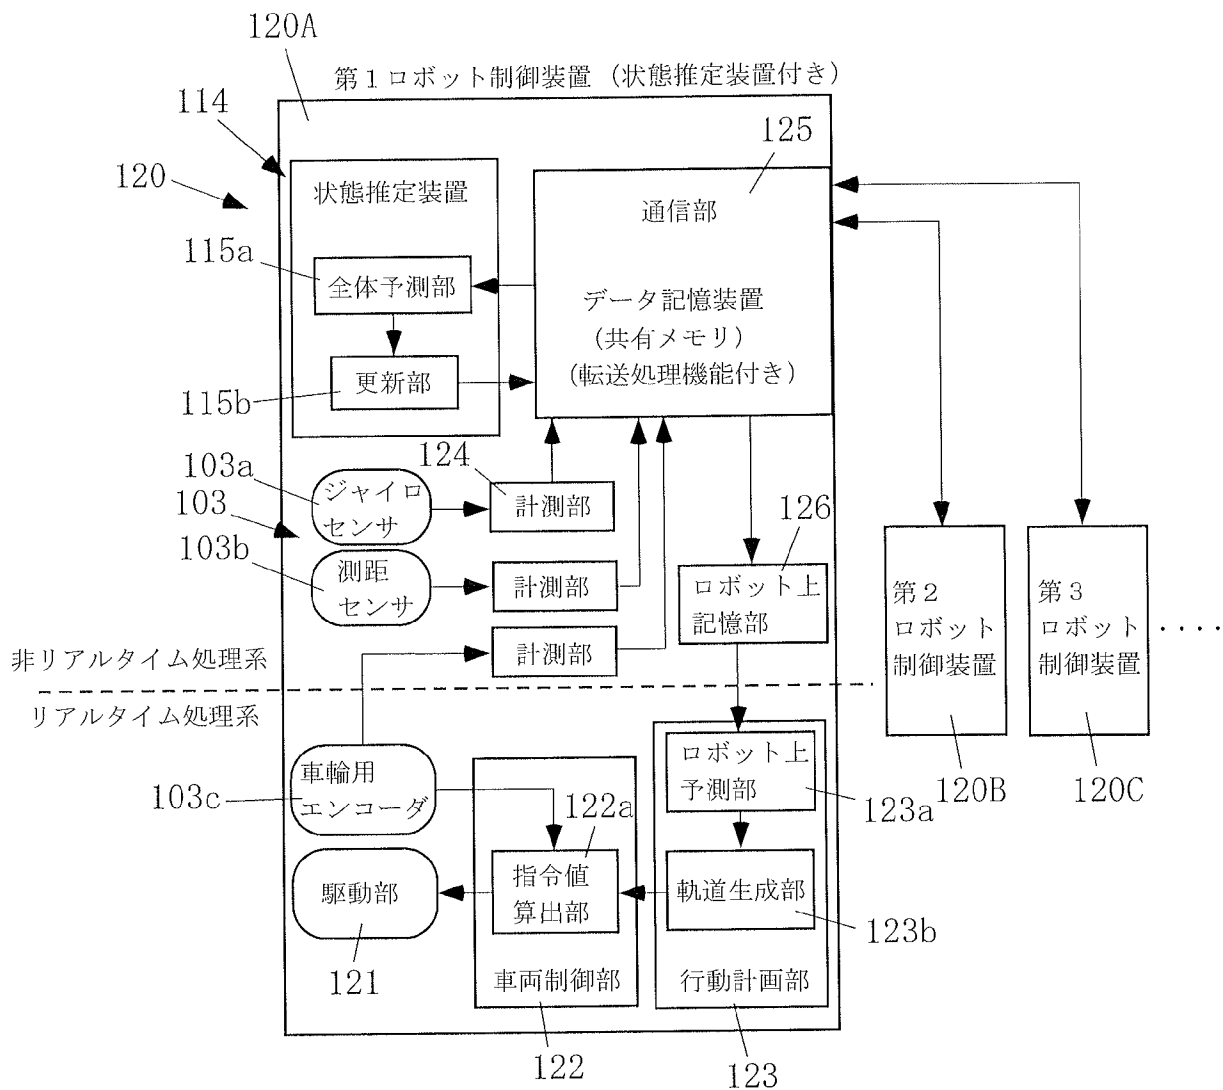 120A
第１ロボット制御装置（状態推定装置付き）
114
125
120
状態推定装置
通信部
115a
全体予測部
データ記憶装置
（共有メモリ）
（転送処理機能付き）
更新部
115b
103a
124
ジャイロ
センサ
計測部
103
126
103b
測距
センサ
計測部
ロボット上
記憶部
第２
ロボット
制御装置
第３
ロボット
制御装置
････
計測部
非リアルタイム処理系
リアルタイム処理系
車輪用
エンコーダ
103c
ロボット上
予測部
120B
120C
122a
123a
指令値
算出部
軌道生成部
駆動部
123b
121
車両制御部
行動計画部
122
123